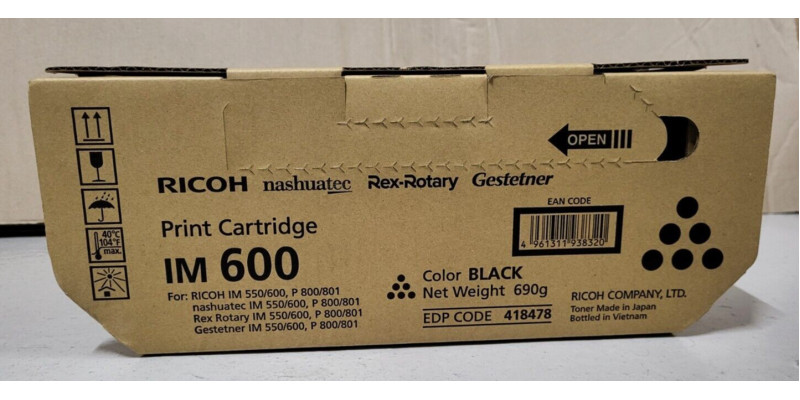 OPEN
RICOH nashuatec Rex-Rotary Gestetner
EAN CODE
4 961311 938320
Print Cartridge
IM 600
40°C
104°F
max.
For: RICOH IM 550/600, P 800/801
nashuatec IM 550/600, P 800/801
Rex Rotary IM 550/600, P 800/801
Gestetner IM 550/600, P 800/801
Color BLACK
Net Weight 690g
EDP CODE 418478
RICOH COMPANY, LTD.
Toner Made in Japan
Bottled in Vietnam